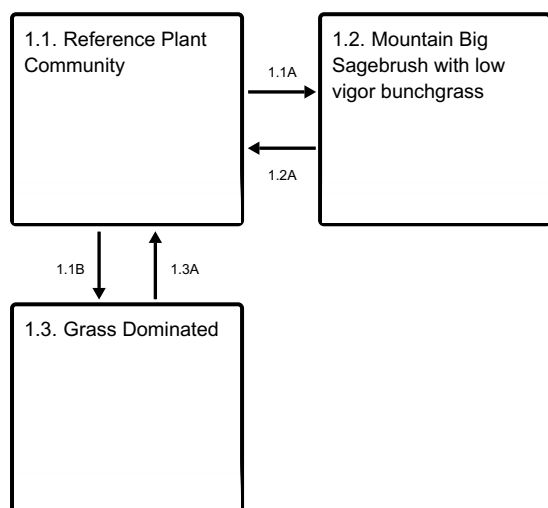 1.1. Reference Plant
Community
1.1A
1.2. Mountain Big
Sagebrush with low
vigor bunchgrass
1.2A
1.1B
1.3A
1.3. Grass Dominated